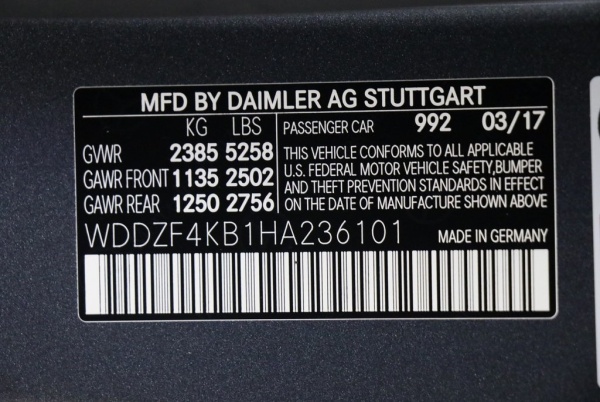 MFD BY DAIMLER AG STUTTGART
KG LBS PASSENGER CAR 992 03/17
GVWR 2385 5258 THIS VEHICLE CONFORMS TO ALL APPLICABLE
GAWR FRONT 1135 2502 U.S. FEDERAL MOTOR VEHICLE SAFETY,BUMPER
AND THEFT PREVENTION STANDARDS IN EFFECT
GAWR REAR 1250 2756 ON THE DATE OF MANUFACTURE SHOWN ABOVE
WDDZF4KB1HA236101 MADE IN GERMANY